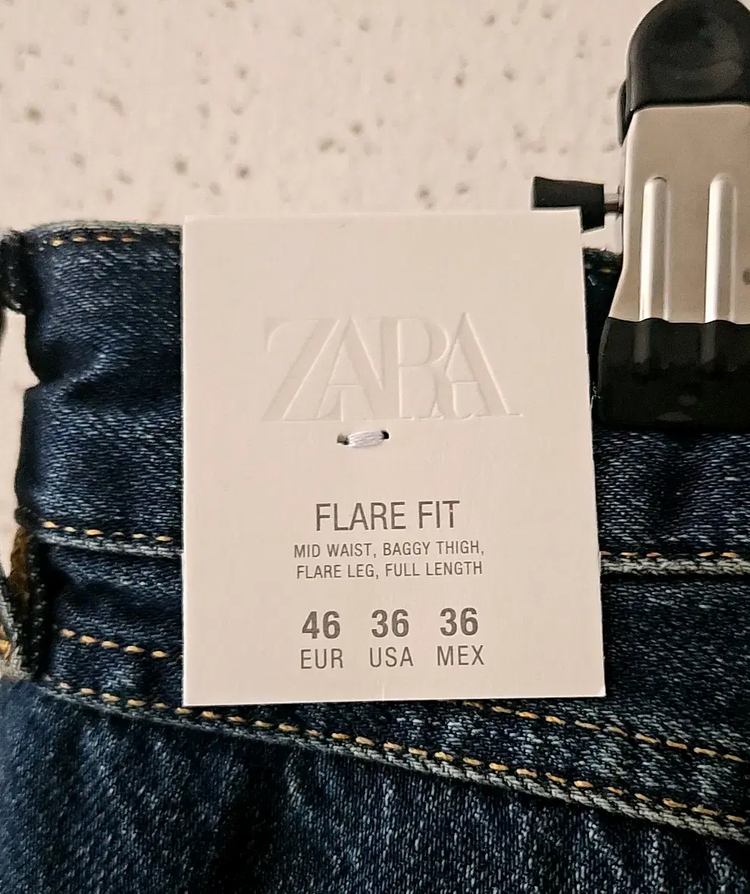 ZARA
FLARE FIT
MID WAIST, BAGGY THIGH,
FLARE LEG, FULL LENGTH
46 36 36
EUR USA MEX